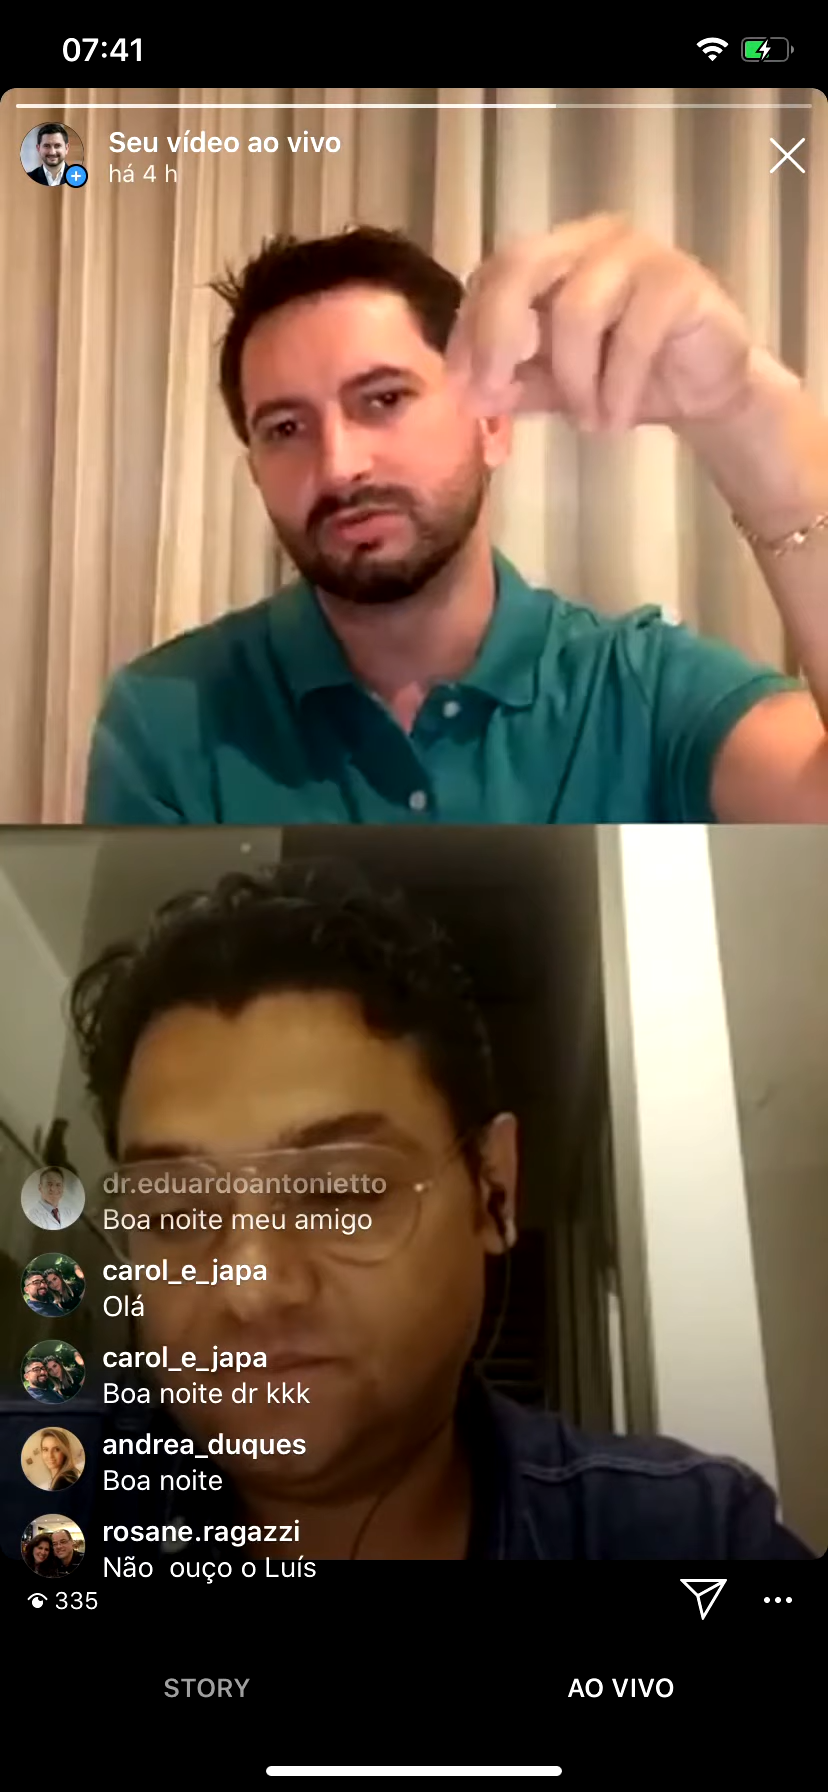 07:41
Seu vídeo ao vivo
há 4 h
dr.eduardoantonietto
Boa noite meu amigo
carol_e_japa
Olá
carol_e_japa
Boa noite dr kkk
andrea_duques
Boa noite
rosane.ragazzi
Não  ouço o Luís
335
STORY
AO VIVO